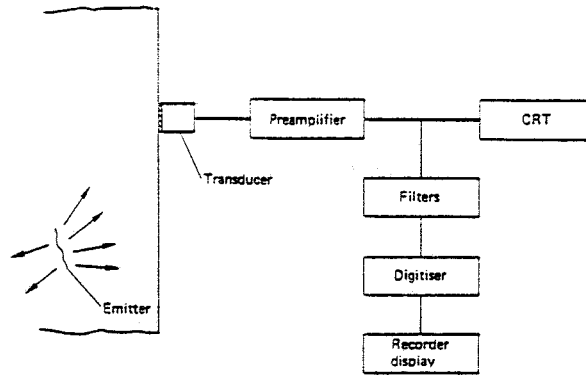 Preamplifier
CRT
Transducer
Filters
Digitiser
Emitter
Recorder
display